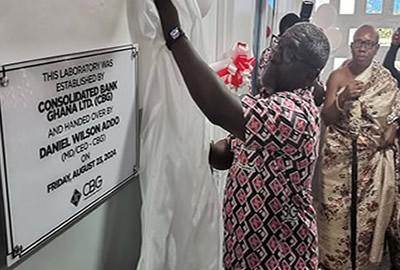 THIS LABORATORY WAS
ESTABLISHED BY
CONSOLIDATED BANK
GHANA LTD. (CBG)
AND HANDED OVER BY
DANIEL WILSON ADDO
(MD/CEO - CBG)
ON
FRIDAY, AUGUST 23, 2024
CBG